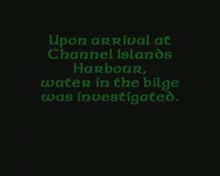 Upon arrival at
Channel Islands
Harbour,
water in the bilge
was investigated.